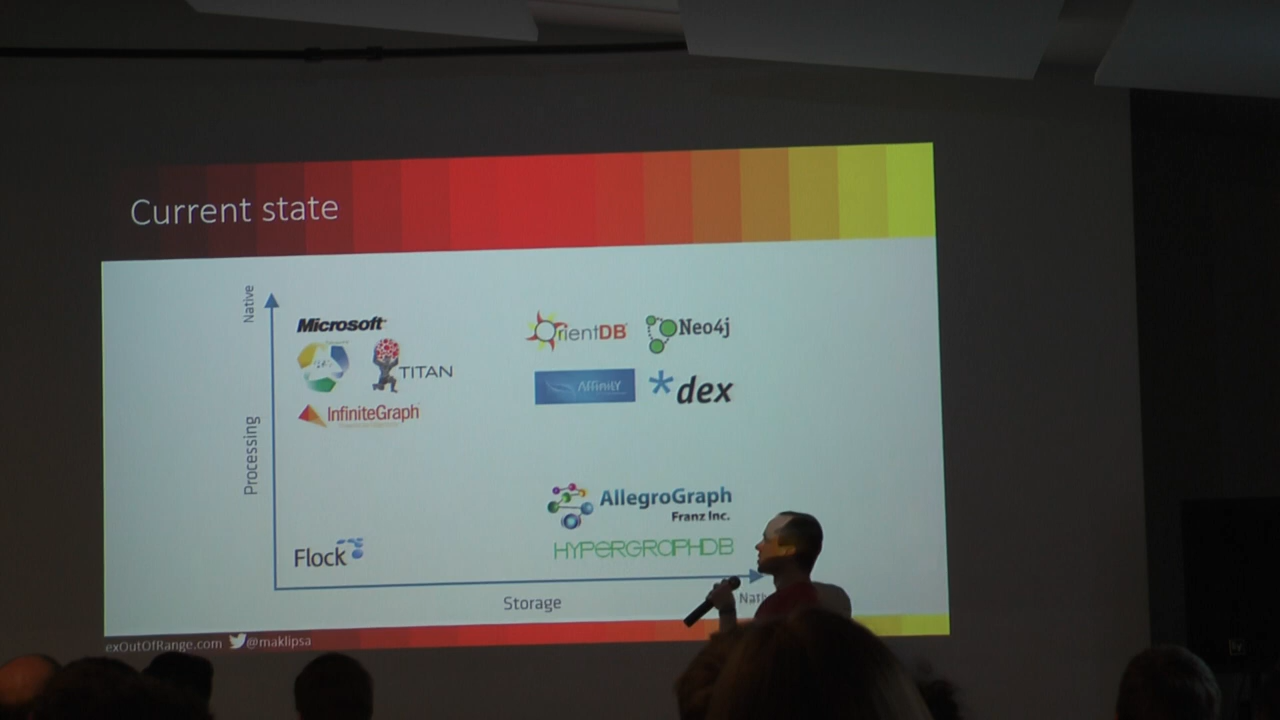 Current state
Native
Processing
Microsoft
TITAN
InfiniteGraph
OrientDB
Neo4j
AffinitY
*dex
AllegroGraph
Franz Inc.
HYPERGRAPHDB
Flock
Storage
exOutOfRange.com @maklipsa